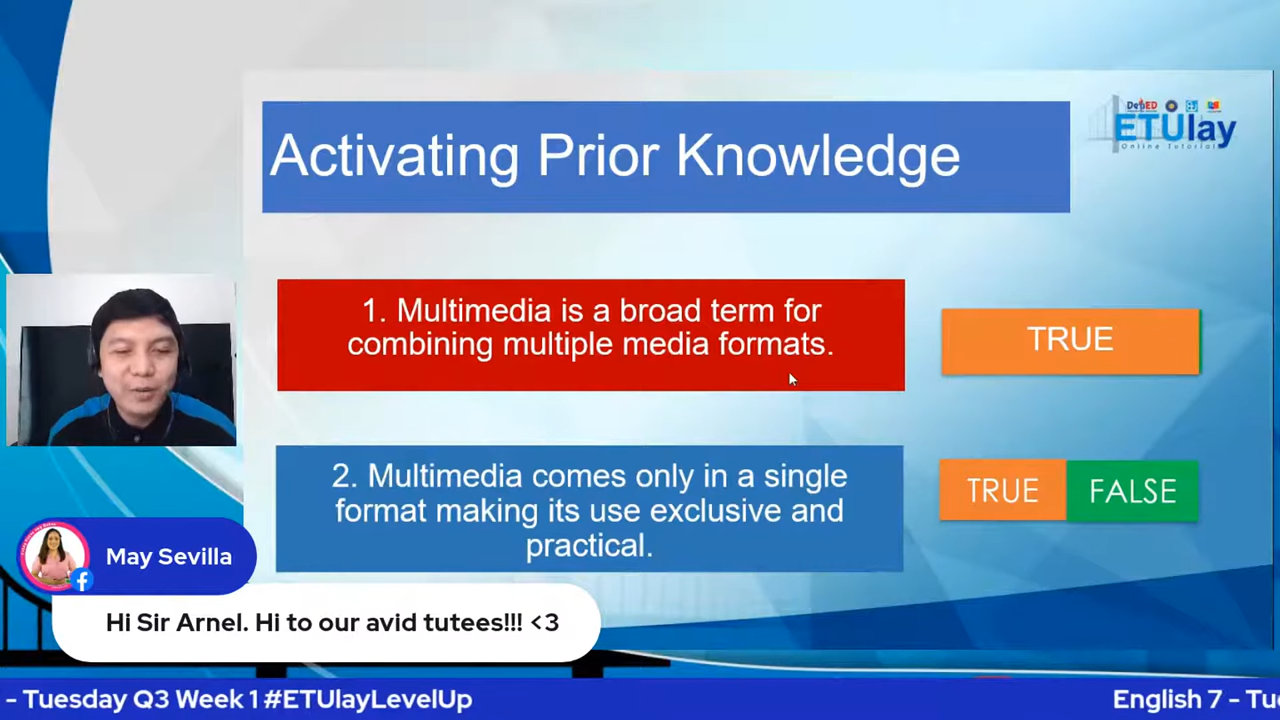 Activating Prior Knowledge
DepED
ETUlay
Online Tutorial
1. Multimedia is a broad term for
combining multiple media formats.
TRUE
2. Multimedia comes only in a single
format making its use exclusive and
practical.
TRUE FALSE
May Sevilla
Hi Sir Arnel. Hi to our avid tutees!!! <3
- Tuesday Q3 Week 1 #ETUlayLevelUp
English 7 - Tue